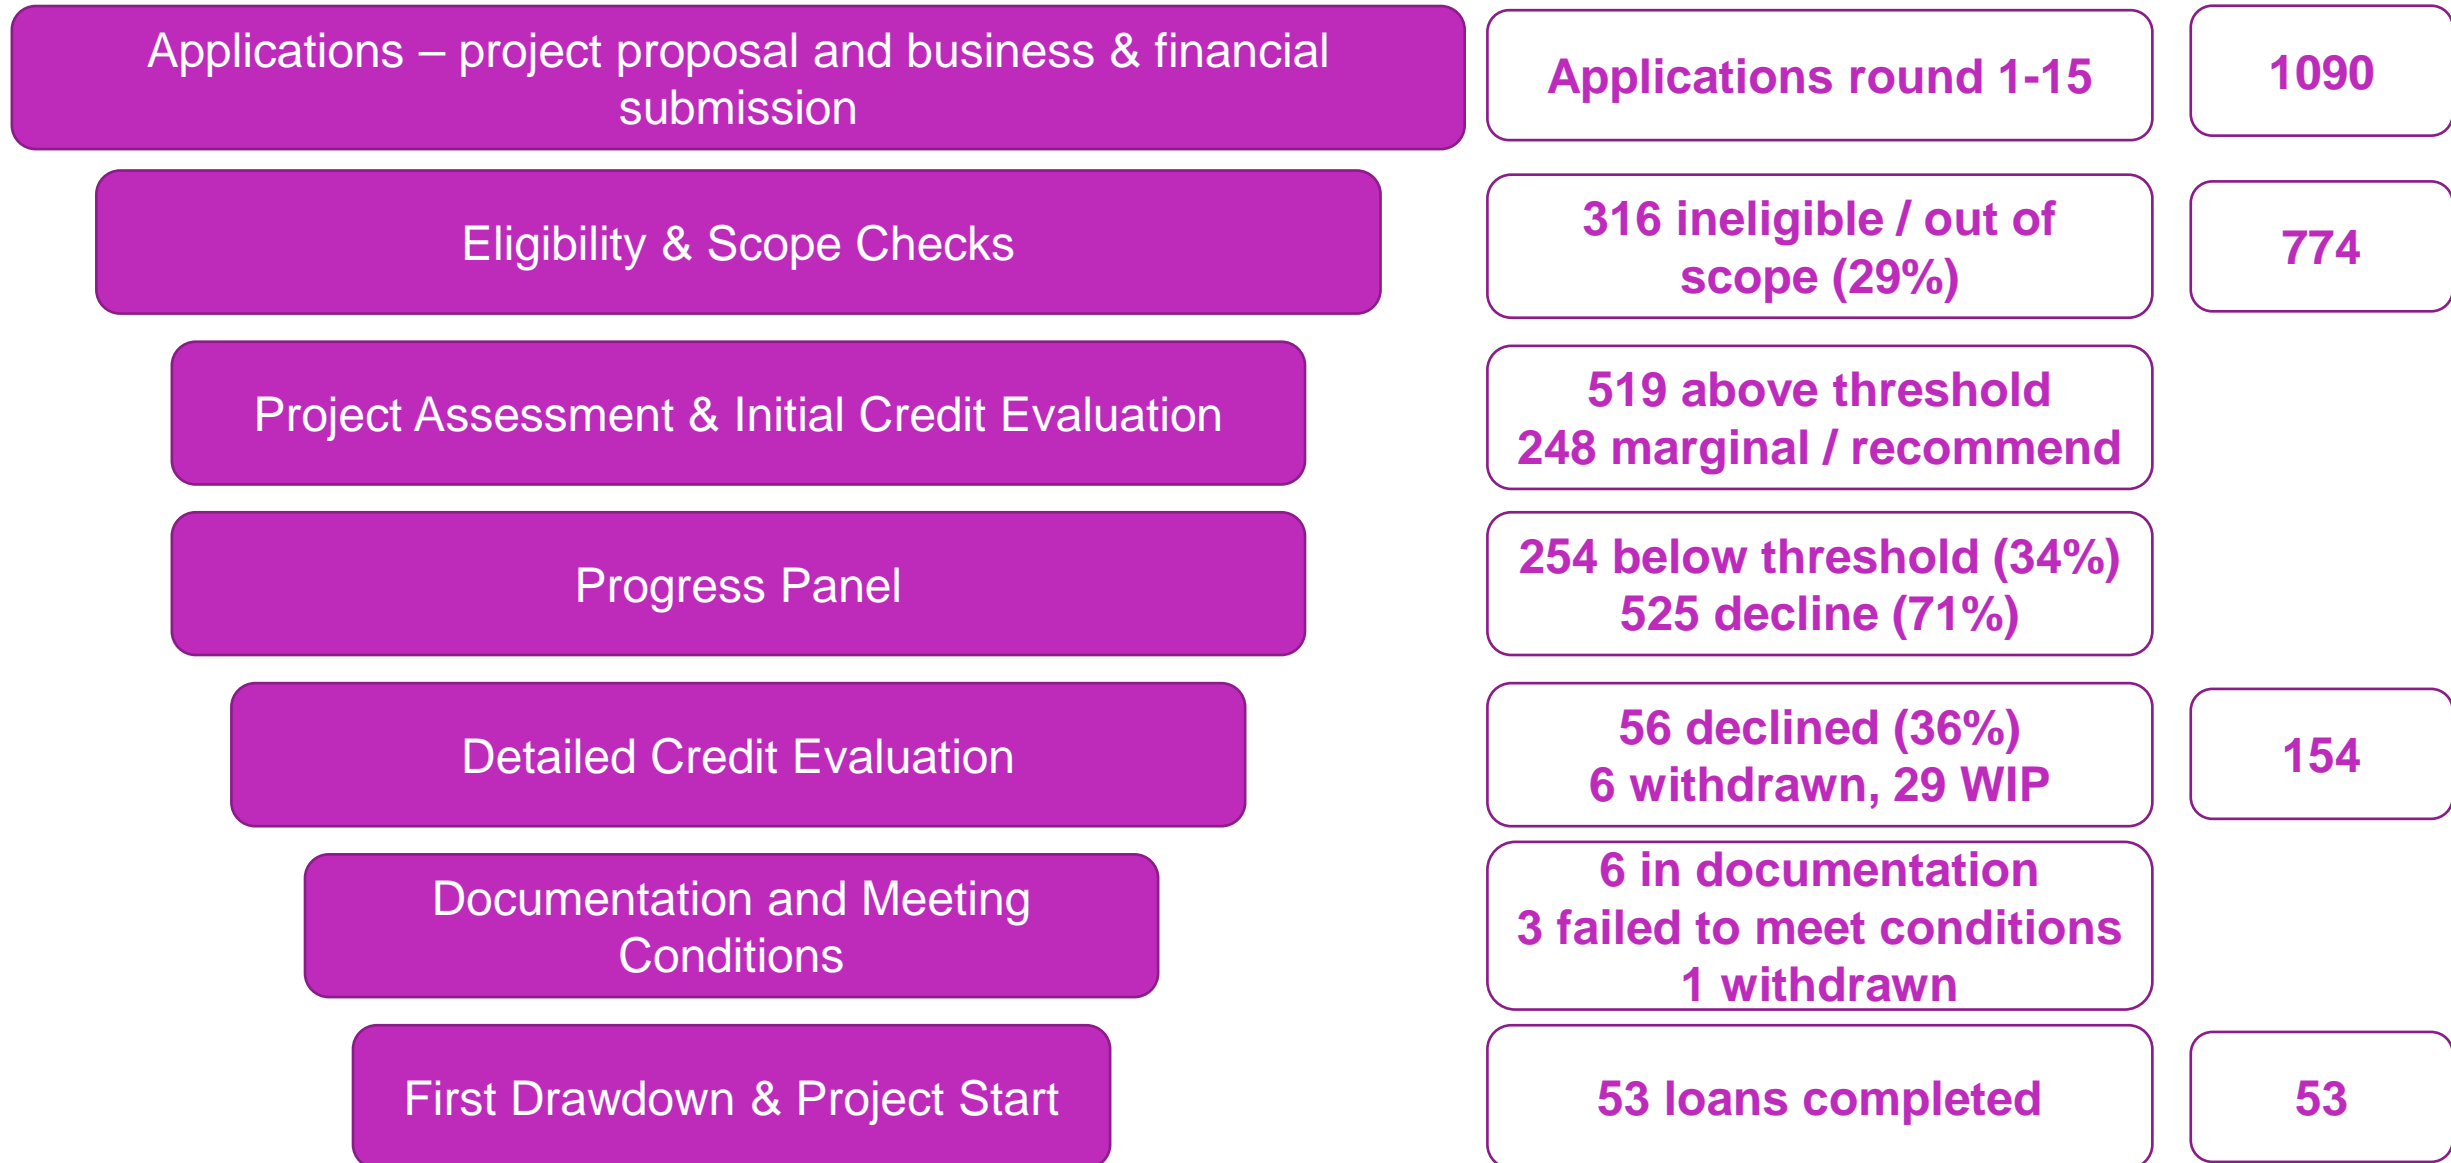 Applications – project proposal and business & financial
submission
Applications round 1-15
1090
Eligibility & Scope Checks
316 ineligible / out of
scope (29%)
774
Project Assessment & Initial Credit Evaluation
519 above threshold
248 marginal / recommend
Progress Panel
254 below threshold (34%)
525 decline (71%)
Detailed Credit Evaluation
56 declined (36%)
6 withdrawn, 29 WIP
154
Documentation and Meeting
Conditions
6 in documentation
3 failed to meet conditions
1 withdrawn
First Drawdown & Project Start
53 loans completed
53